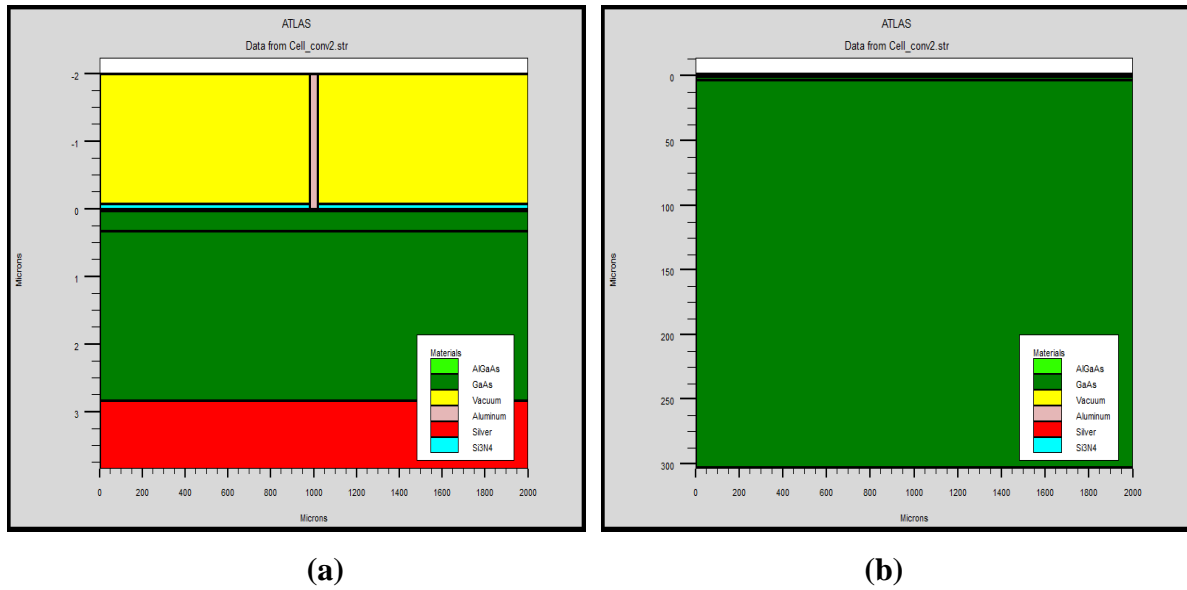 ATLAS
Data from Cell_conv2.str
-2
-1
0
1
2
3
Microns
0
200
400
600
800
1000
1200
1400
1600
1800
2000
Microns
Materials
AlGaAs
GaAs
Vacuum
Aluminum
Silver
Si3N4
(a)
ATLAS
Data from Cell_conv2.str
0
50
100
150
200
250
300
Microns
0
200
400
600
800
1000
1200
1400
1600
1800
2000
Microns
Materials
AlGaAs
GaAs
Vacuum
Aluminum
Silver
Si3N4
(b)